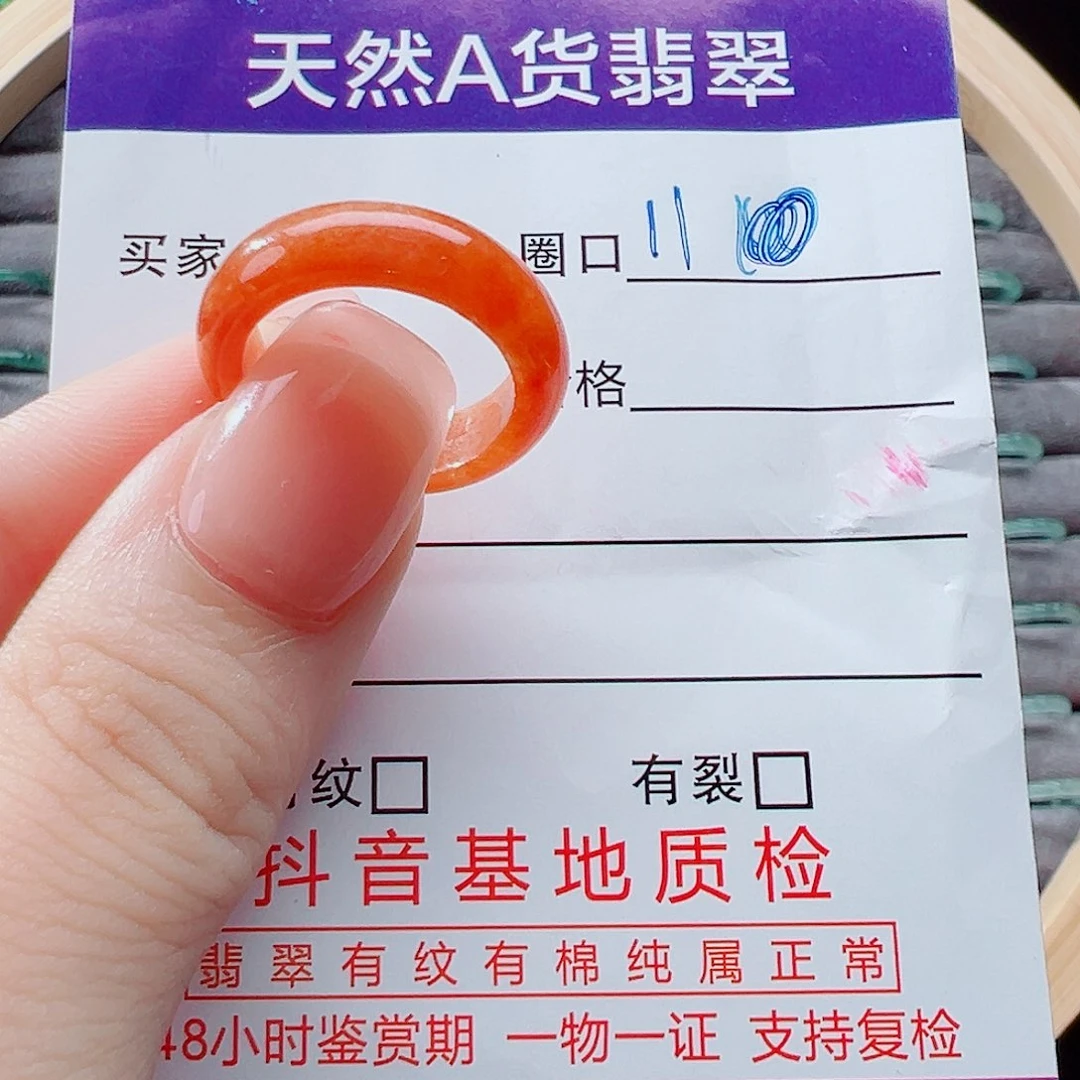 天然A货翡翠
买家 圈口 11
格
纹□ 有裂□
抖音基地质检
翡翠有纹有棉纯属正常
48小时鉴赏期 一物一证 支持复检